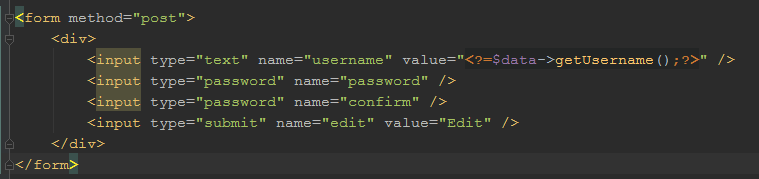 <form method="post">
<div>
<input type="text" name="username" value="<?=$data->getUsername();?>" />
<input type="password" name="password" />
<input type="password" name="confirm" />
<input type="submit" name="edit" value="Edit" />
</div>
</form>